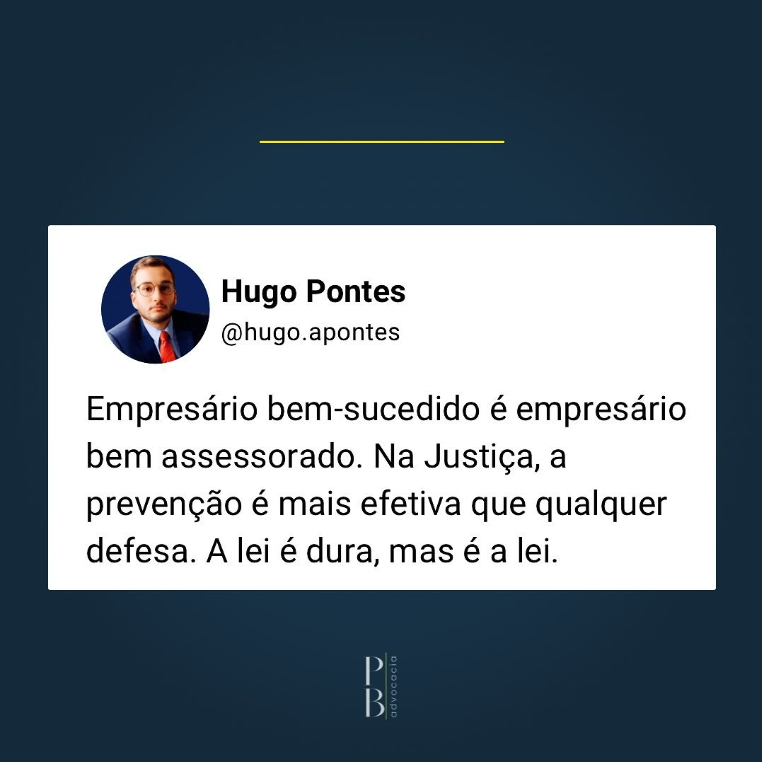 Hugo Pontes
@hugo.apontes
Empresário bem-sucedido é empresário
bem assessorado. Na Justiça, a
prevenção é mais efetiva que qualquer
defesa. A lei é dura, mas é a lei.
PB
advocacia